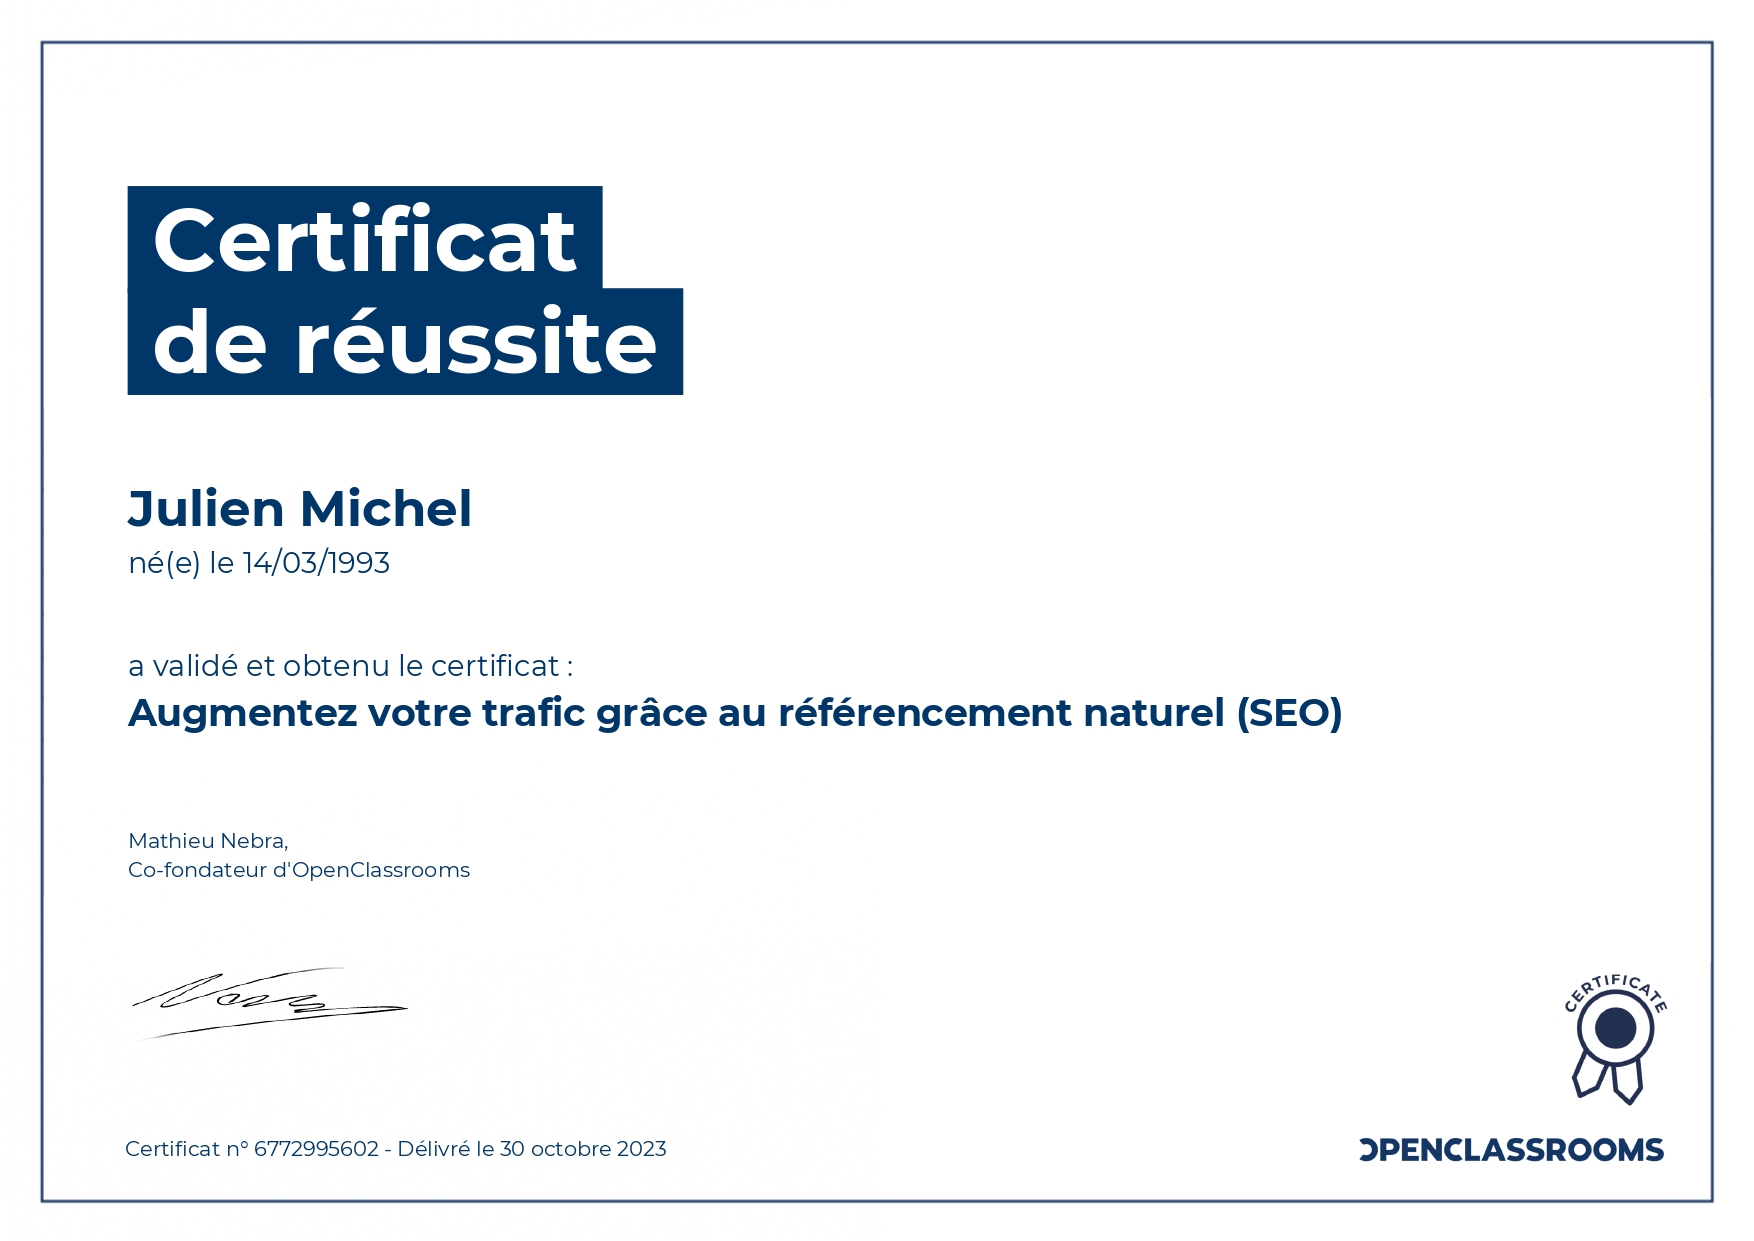 Certificat
de réussite
Julien Michel
né(e) le 14/03/1993
a validé et obtenu le certificat :
Augmentez votre trafic grâce au référencement naturel (SEO)
Mathieu Nebra,
Co-fondateur d'OpenClassrooms
CERTIFICATE
Certificat n° 6772995602 - Délivré le 30 octobre 2023
OPENCLASSROOMS